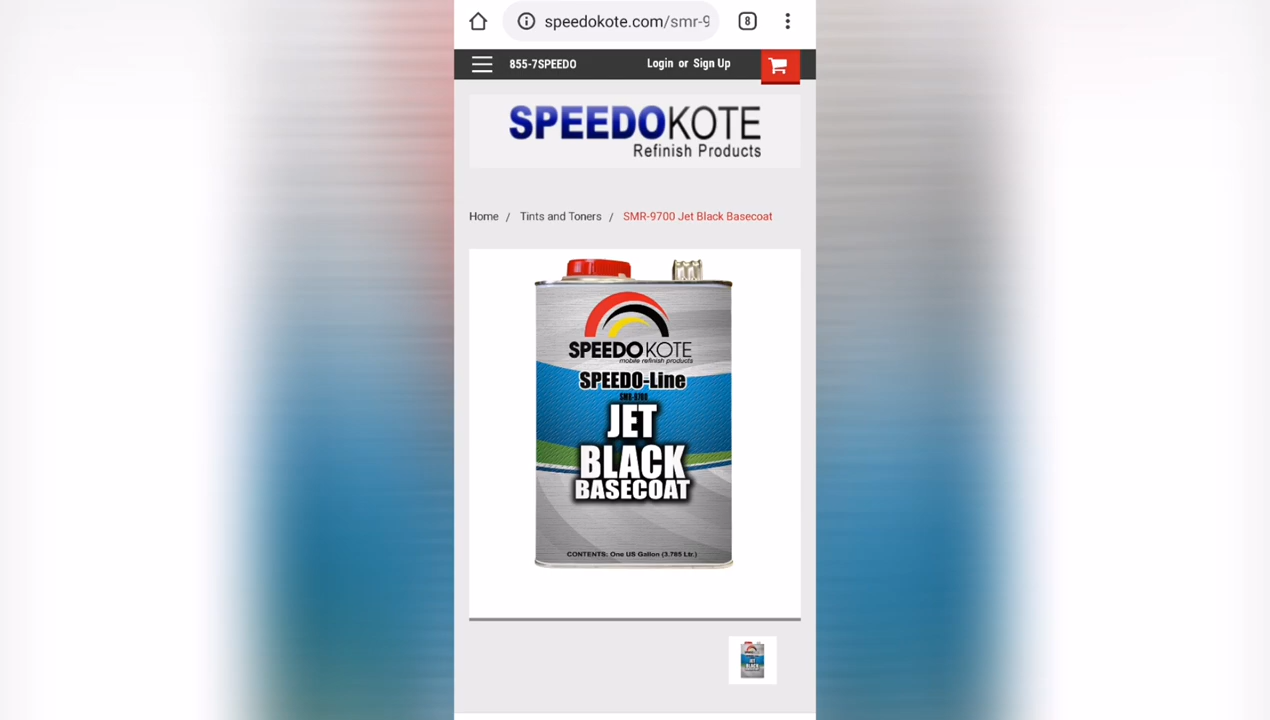 speedokote.com/smr-9
8
855-7SPEEDO
Login or Sign Up
SPEEDOKOTE
Refinish Products
Home / Tints and Toners / SMR-9700 Jet Black Basecoat
SPEEDOKOTE
mobile refinish products
SPEEDO-Line
SMR-9700
JET
BLACK
BASECOAT
CONTENTS: One US Gallon (3.785 Ltr.)